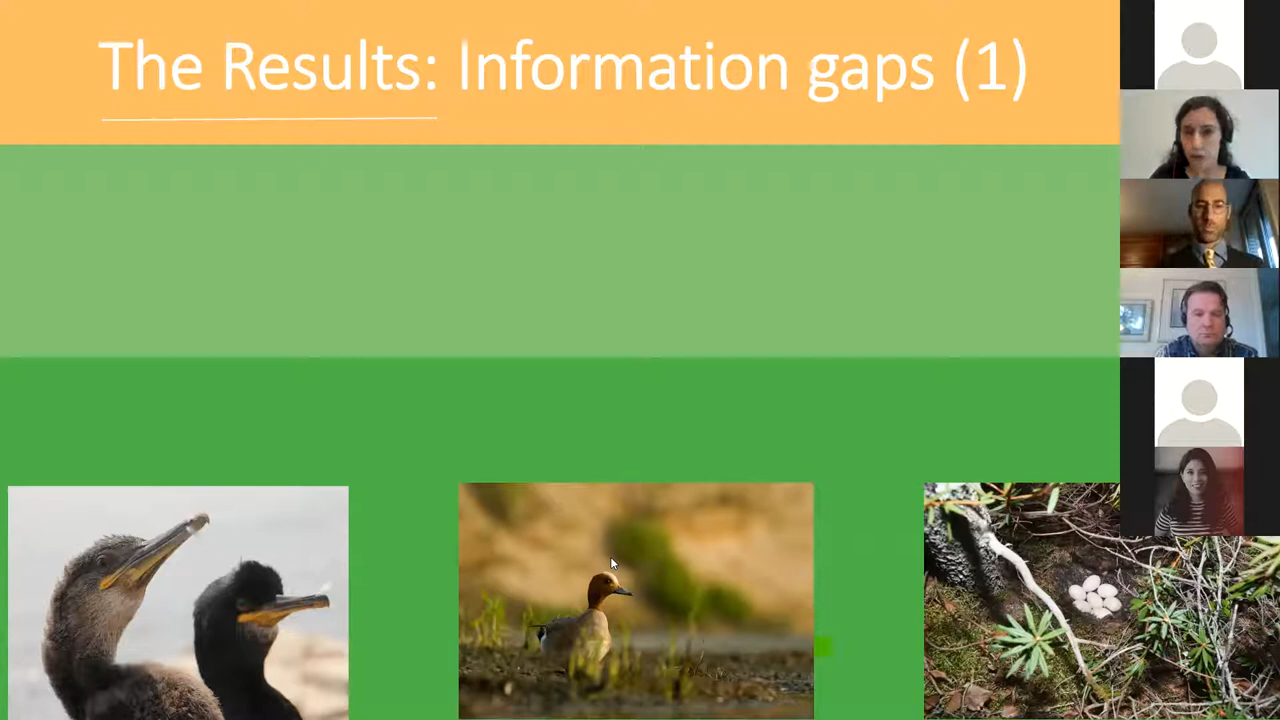 The Results: Information gaps (1)